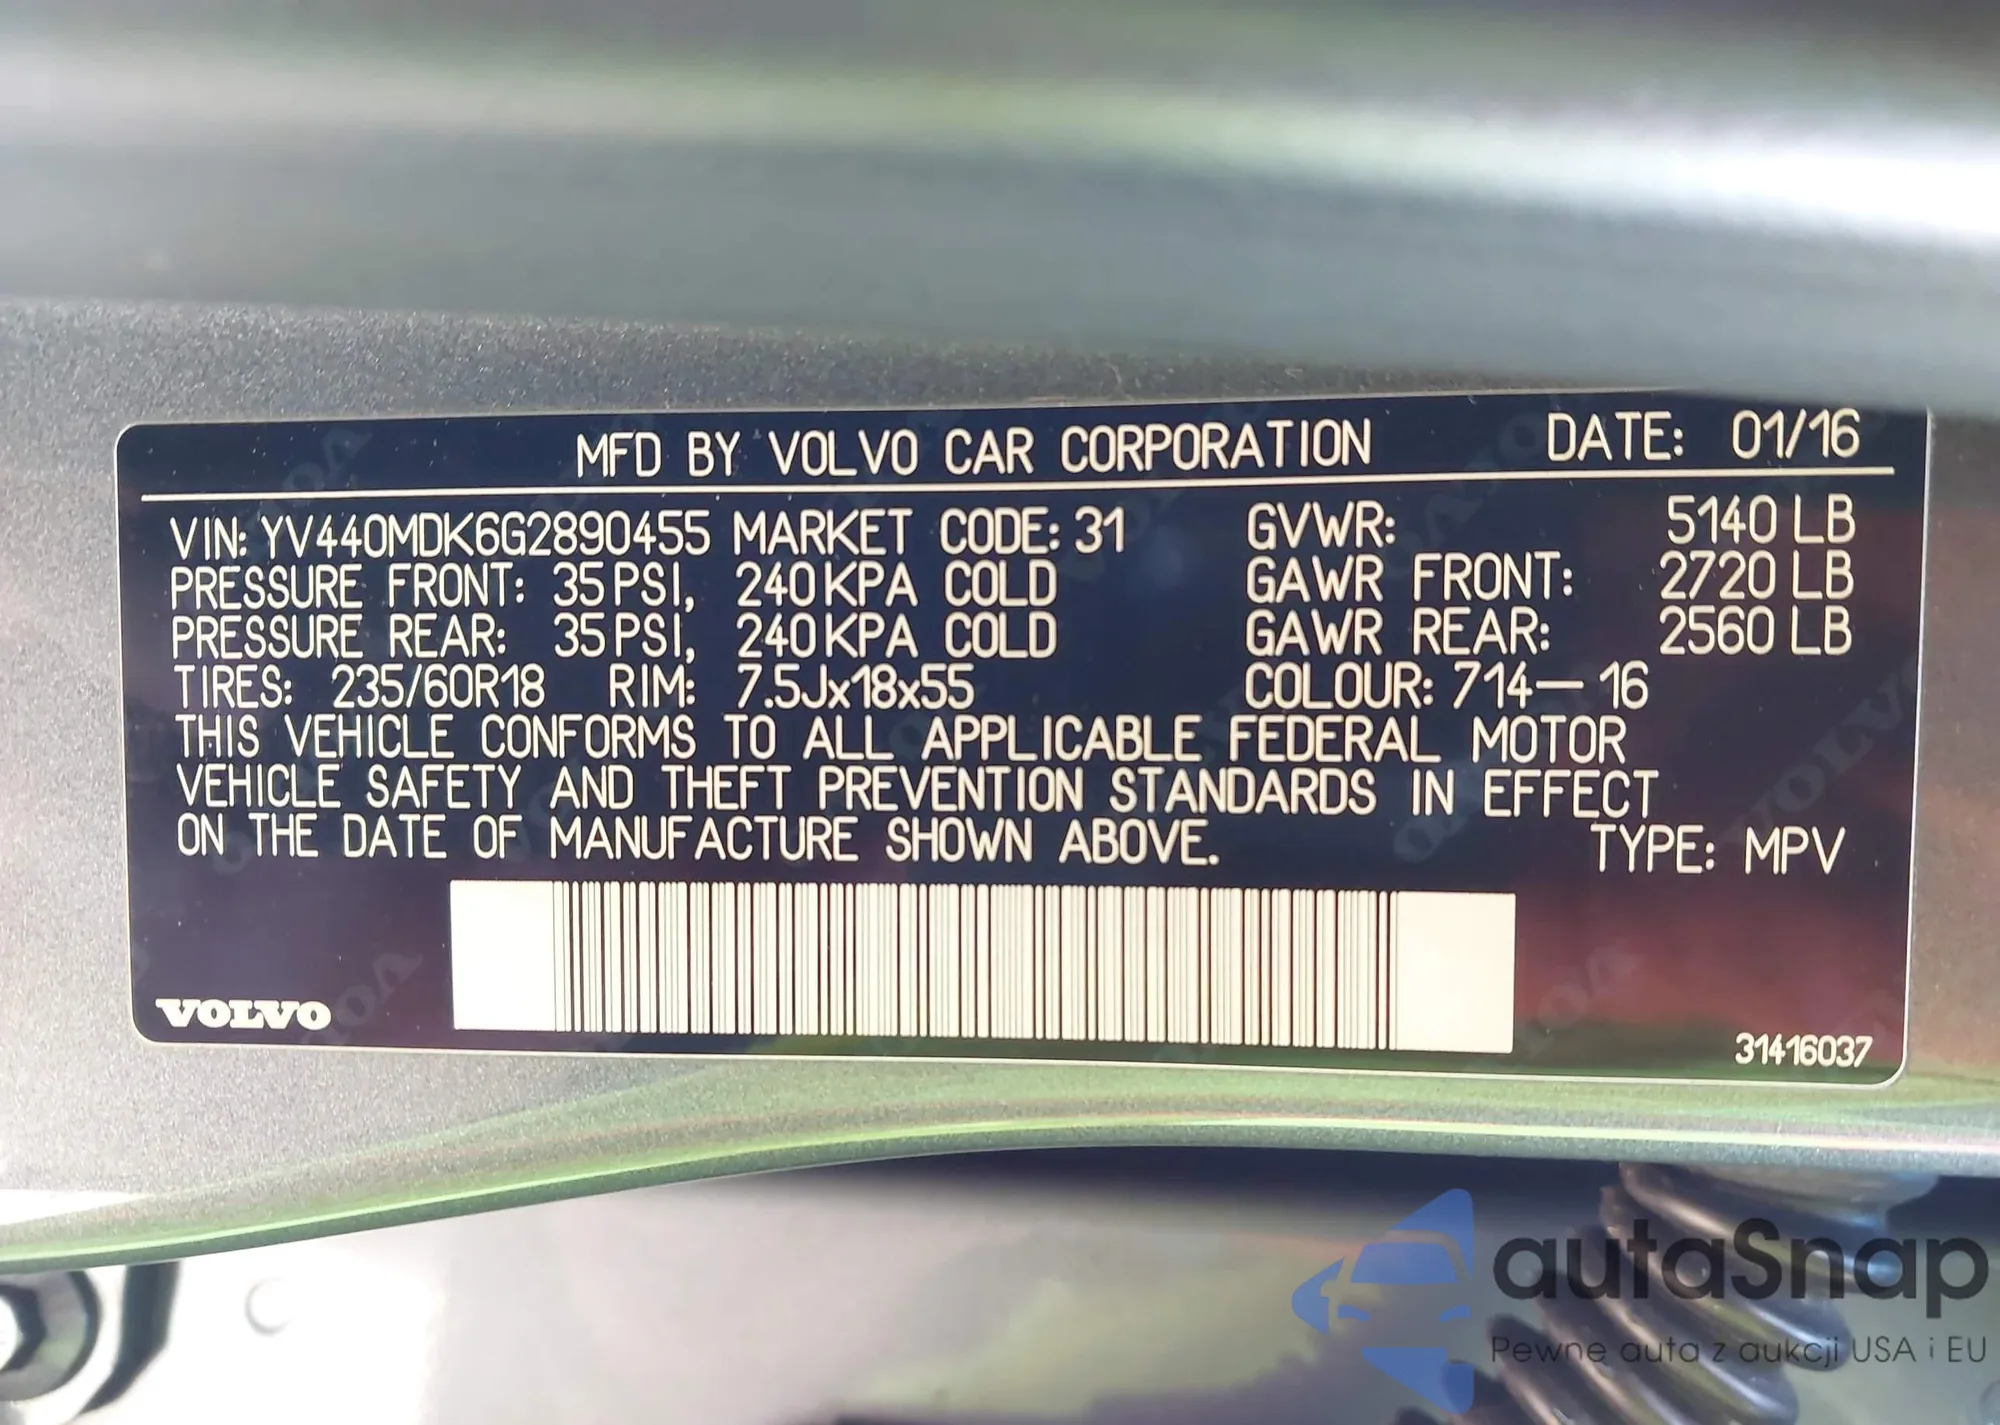 MFD BY VOLVO CAR CORPORATION DATE: 01/16
VIN: YV440MDK6G2890455 MARKET CODE: 31 GVWR: 5140 LB
PRESSURE FRONT: 35 PSI, 240 KPA COLD GAWR FRONT: 2720 LB
PRESSURE REAR: 35 PSI, 240 KPA COLD GAWR REAR: 2560 LB
TIRES: 235/60R18 RIM: 7.5Jx18x55 COLOUR: 714—16
THIS VEHICLE CONFORMS TO ALL APPLICABLE FEDERAL MOTOR
VEHICLE SAFETY AND THEFT PREVENTION STANDARDS IN EFFECT
ON THE DATE OF MANUFACTURE SHOWN ABOVE.
TYPE: MPV
VOLVO
31416037
autaSnap
Pewne auta z aukcji USA i EU